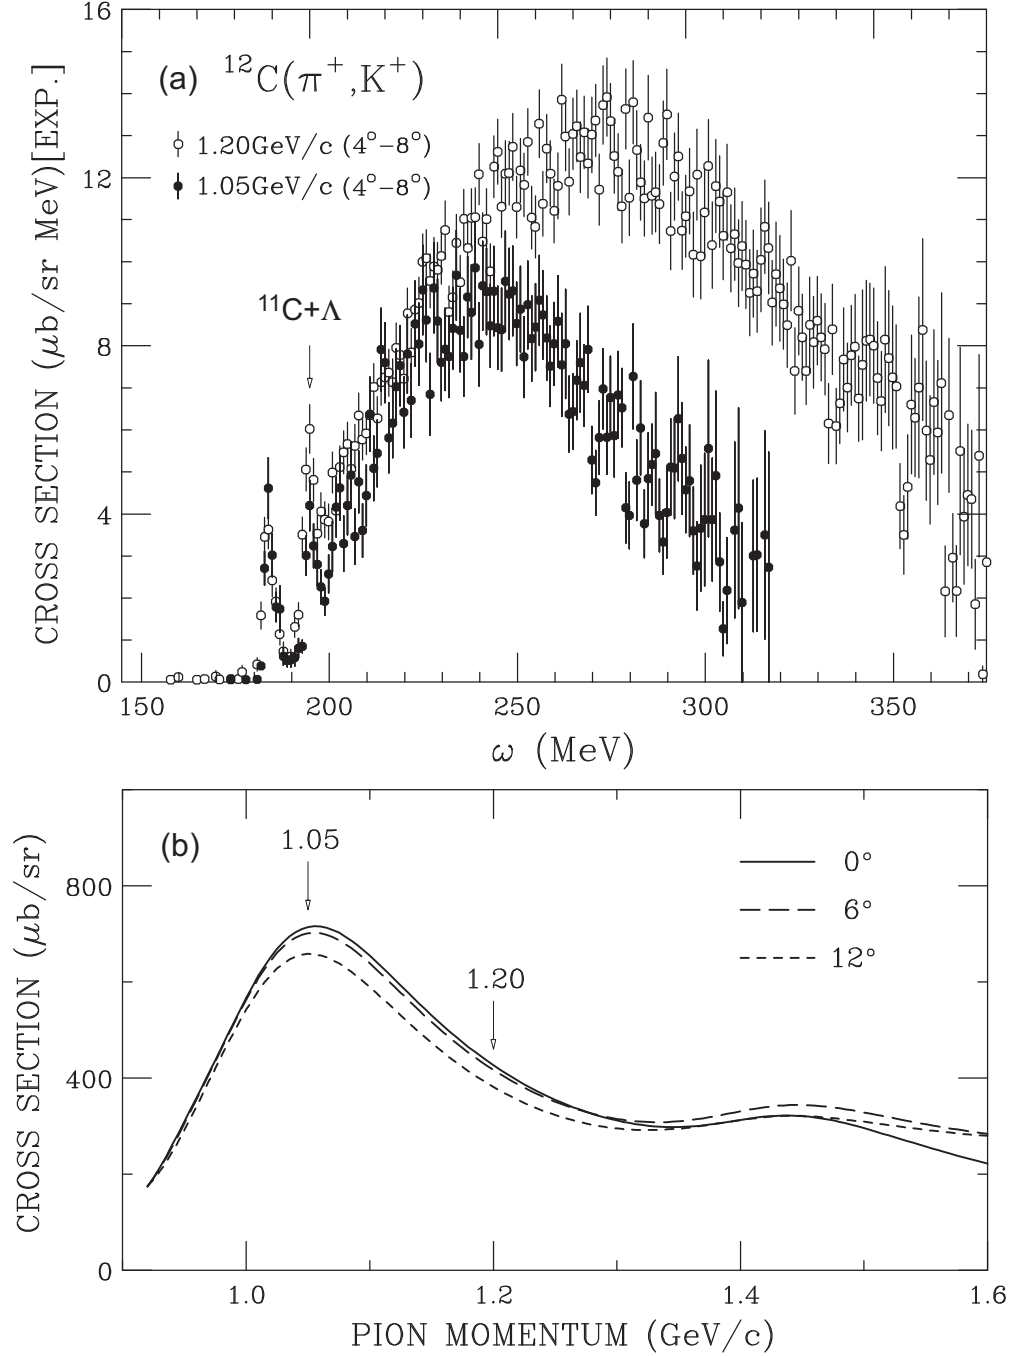 16
(a) ¹²C(π⁺,K⁺)
1.20GeV/c (4°–8°)
1.05GeV/c (4°–8°)
12
¹¹C+Λ
8
4
0
150 200 250 300 350
ω (MeV)
CROSS SECTION (μb/sr MeV)[EXP.]
(b)
1.05
0°
800
6°
12°
1.20
400
0
1.0 1.2 1.4 1.6
PION MOMENTUM (GeV/c)
CROSS SECTION (μb/sr)